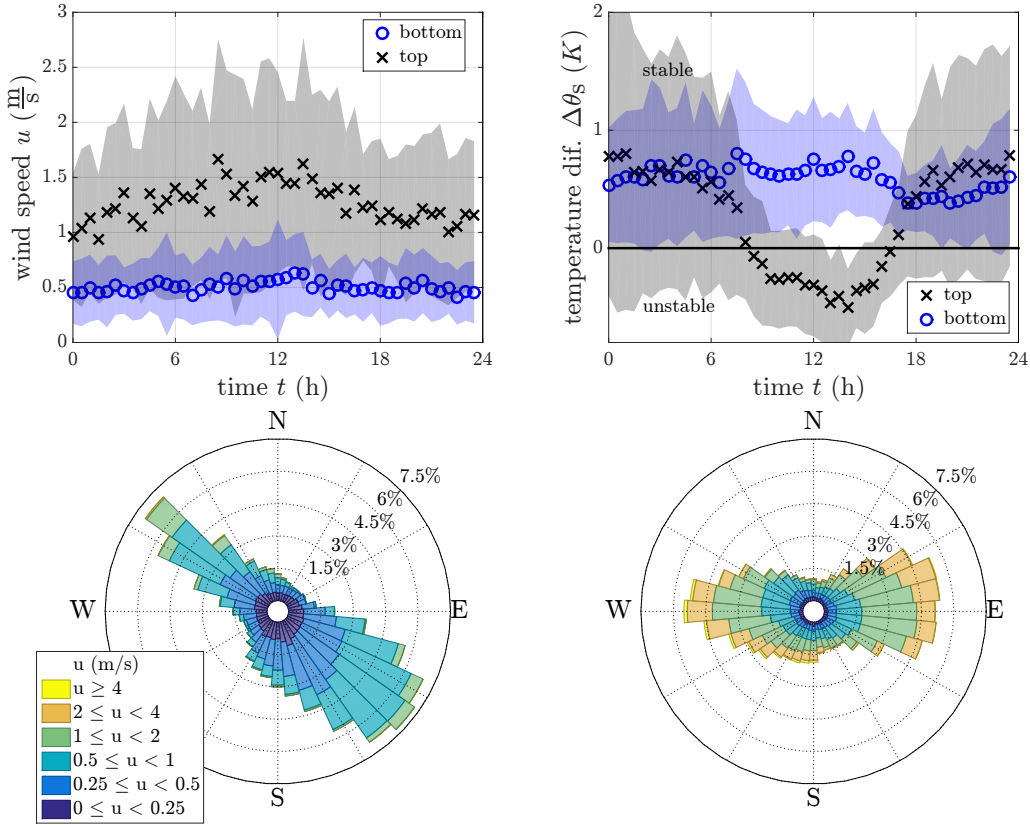 wind speed u (m/s)
3
2.5
2
1.5
1
0.5
0
0 6 12 18 24
time t (h)
bottom
top
temperature dif. Δθs (K)
2
1
0
stable
unstable
0 6 12 18 24
time t (h)
top
bottom
N
7.5%
6%
4.5%
3%
1.5%
W
E
S
u (m/s)
u ≥ 4
2 ≤ u < 4
1 ≤ u < 2
0.5 ≤ u < 1
0.25 ≤ u < 0.5
0 ≤ u < 0.25
N
7.5%
6%
4.5%
3%
1.5%
W
E
S